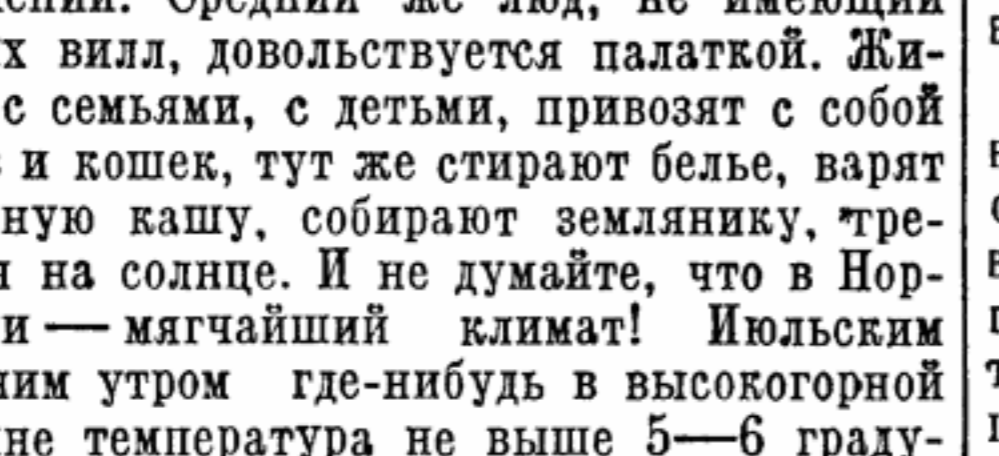 Средний же люд, не имеющий
вилл, довольствуется палаткой. Жи-
с семьями, с детьми, привозят с собой
и кошек, тут же стирают белье, варят
ную кашу, собирают землянику, тре-
на солнце. И не думайте, что в Нор-
и — мягчайший климат! Июльским
утром где-нибудь в высокогорной
не температура не выше 5—6 граду-